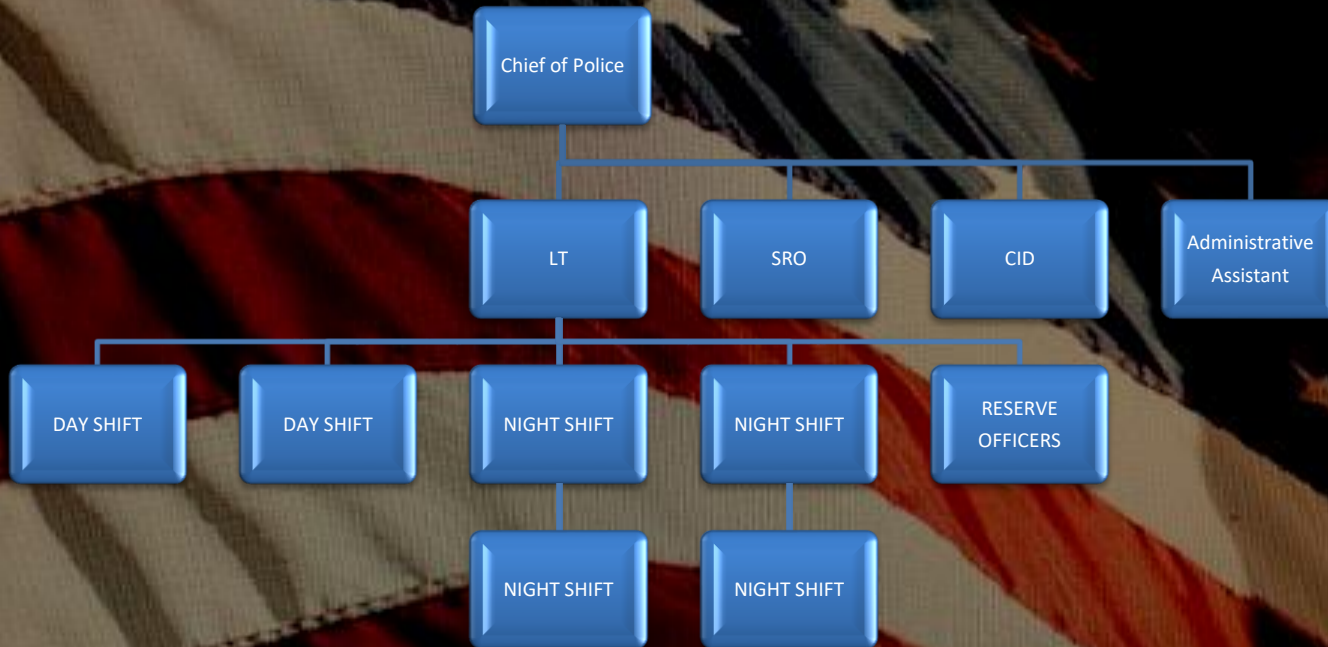 Chief of Police
LT
SRO
CID
Administrative
Assistant
DAY SHIFT
DAY SHIFT
NIGHT SHIFT
NIGHT SHIFT
RESERVE
OFFICERS
NIGHT SHIFT
NIGHT SHIFT